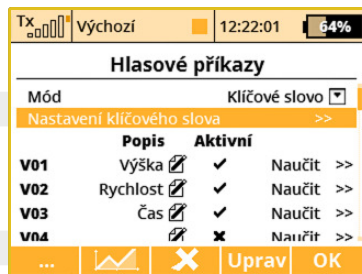 Tx Výchozí 12:22:01 64%
Hlasové příkazy
Mód Klíčové slovo
Nastavení klíčového slova >>
Popis Aktivní
V01 Výška Naučit >>
V02 Rychlost Naučit >>
V03 Čas Naučit >>
V04 Naučit >>
... Uprav OK